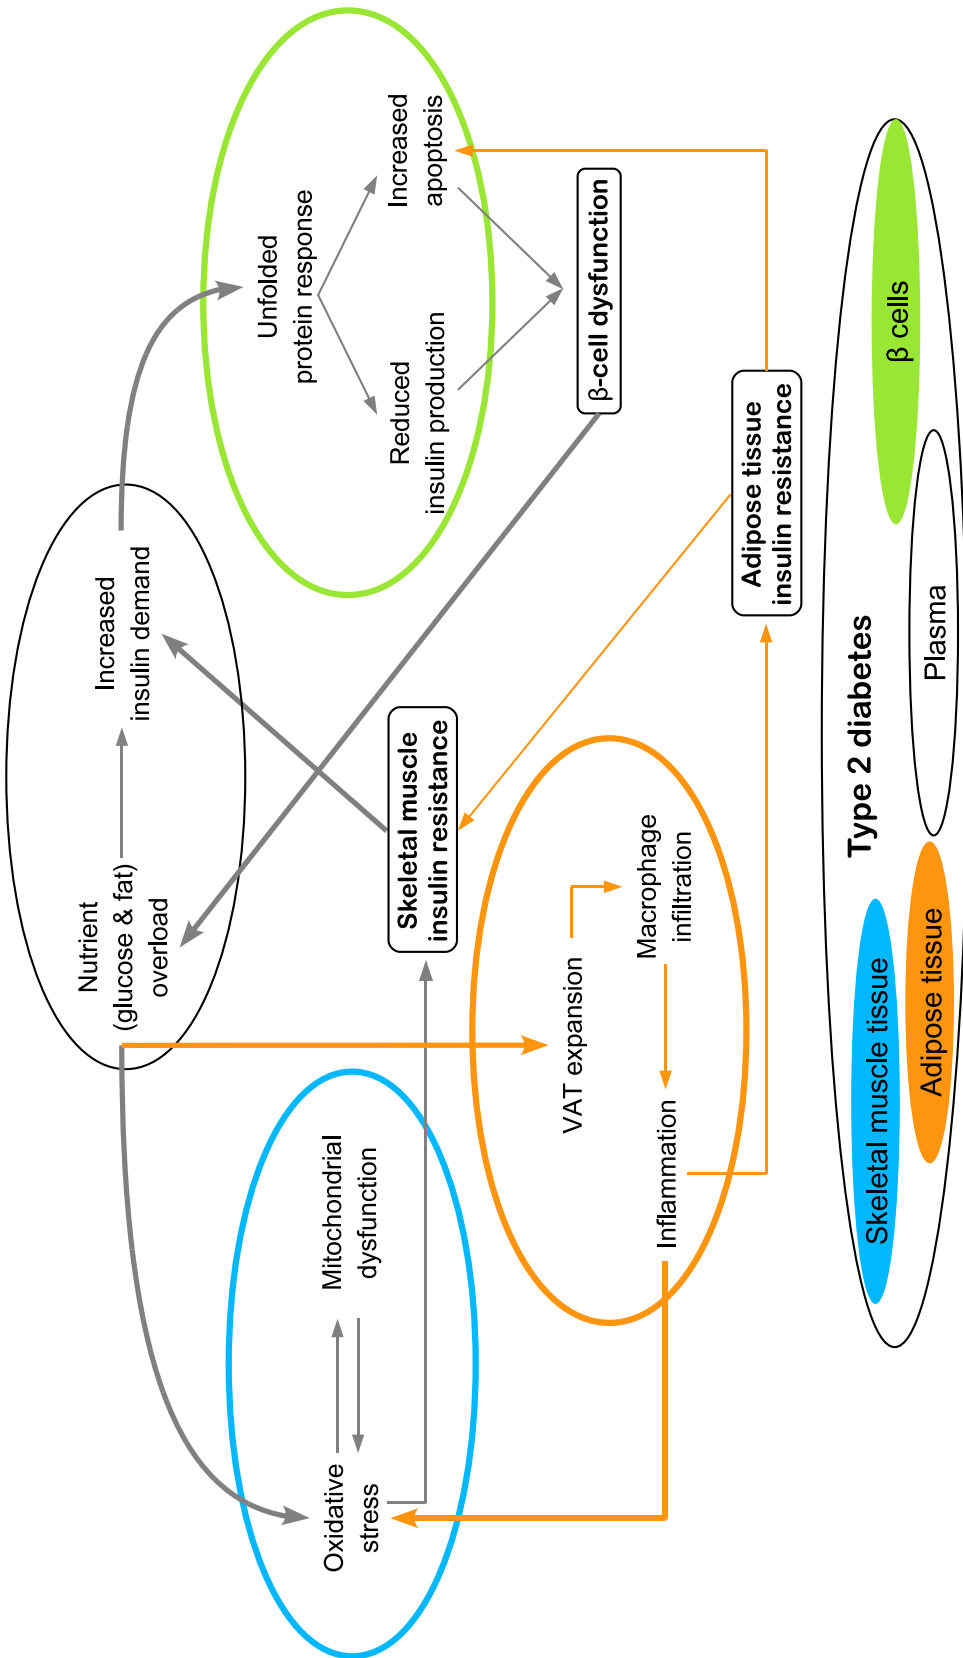 Nutrient
(glucose & fat)
overload
Increased
insulin demand
Oxidative
stress
Mitochondrial
dysfunction
Unfolded
protein response
Reduced
insulin production
Increased
apoptosis
Skeletal muscle
insulin resistance
β-cell dysfunction
VAT expansion
Macrophage
infiltration
Inflammation
Adipose tissue
insulin resistance
Type 2 diabetes
Skeletal muscle tissue
Adipose tissue
Plasma
β cells